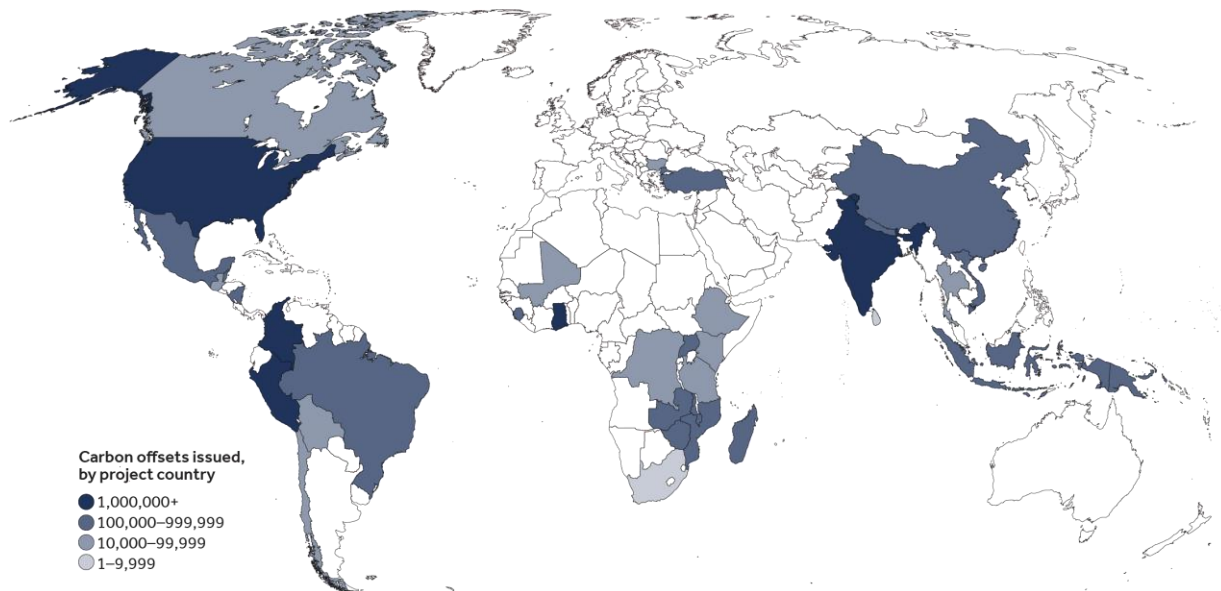 Carbon offsets issued,
by project country
1,000,000+
100,000–999,999
10,000–99,999
1–9,999